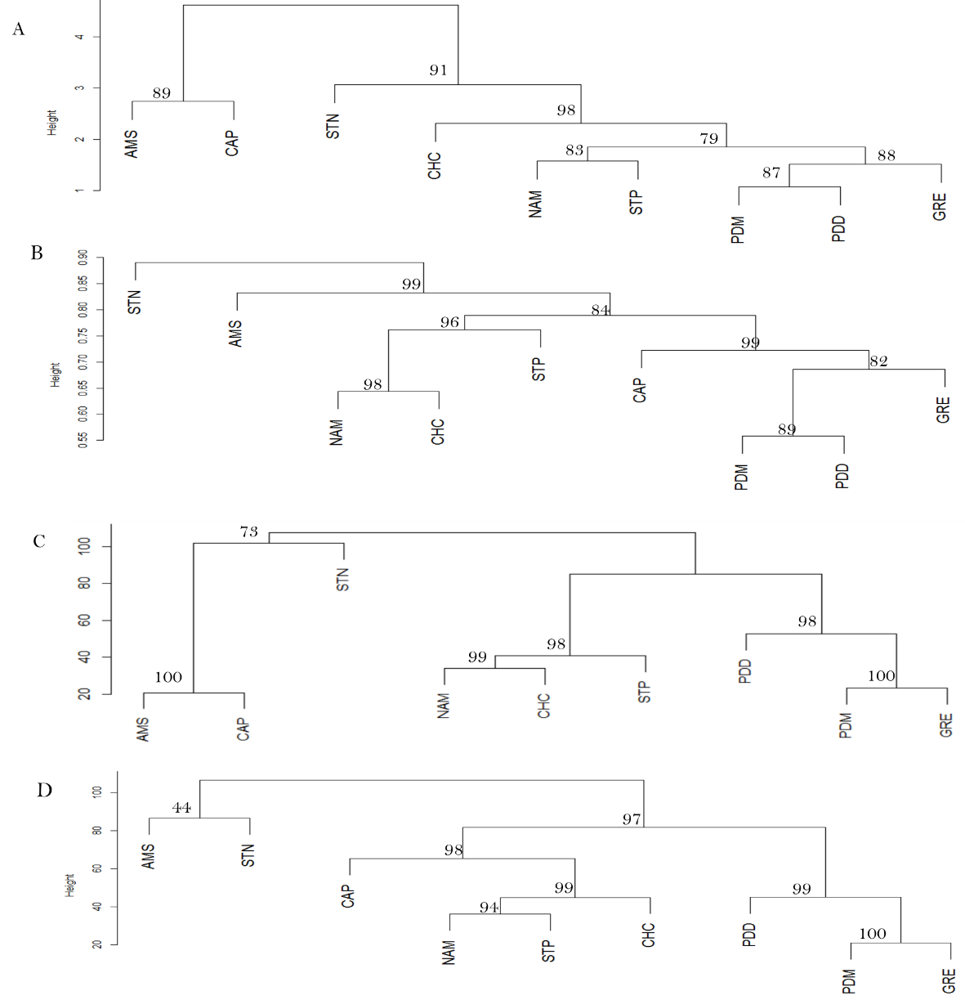 A
4
3
2
1
Height
89
91
98
79
83
88
87
AMS
CAP
STN
CHC
NAM
STP
PDM
PDD
GRE
B
0.90
0.85
0.80
0.75
0.70
0.65
0.60
0.55
Height
99
84
96
99
82
98
89
STN
AMS
NAM
CHC
STP
CAP
PDM
PDD
GRE
C
100
80
60
40
20
73
98
98
99
100
100
AMS
CAP
STN
NAM
CHC
STP
PDD
PDM
GRE
D
100
80
60
40
20
Height
44
97
98
99
99
94
100
AMS
STN
CAP
NAM
STP
CHC
PDD
PDM
GRE